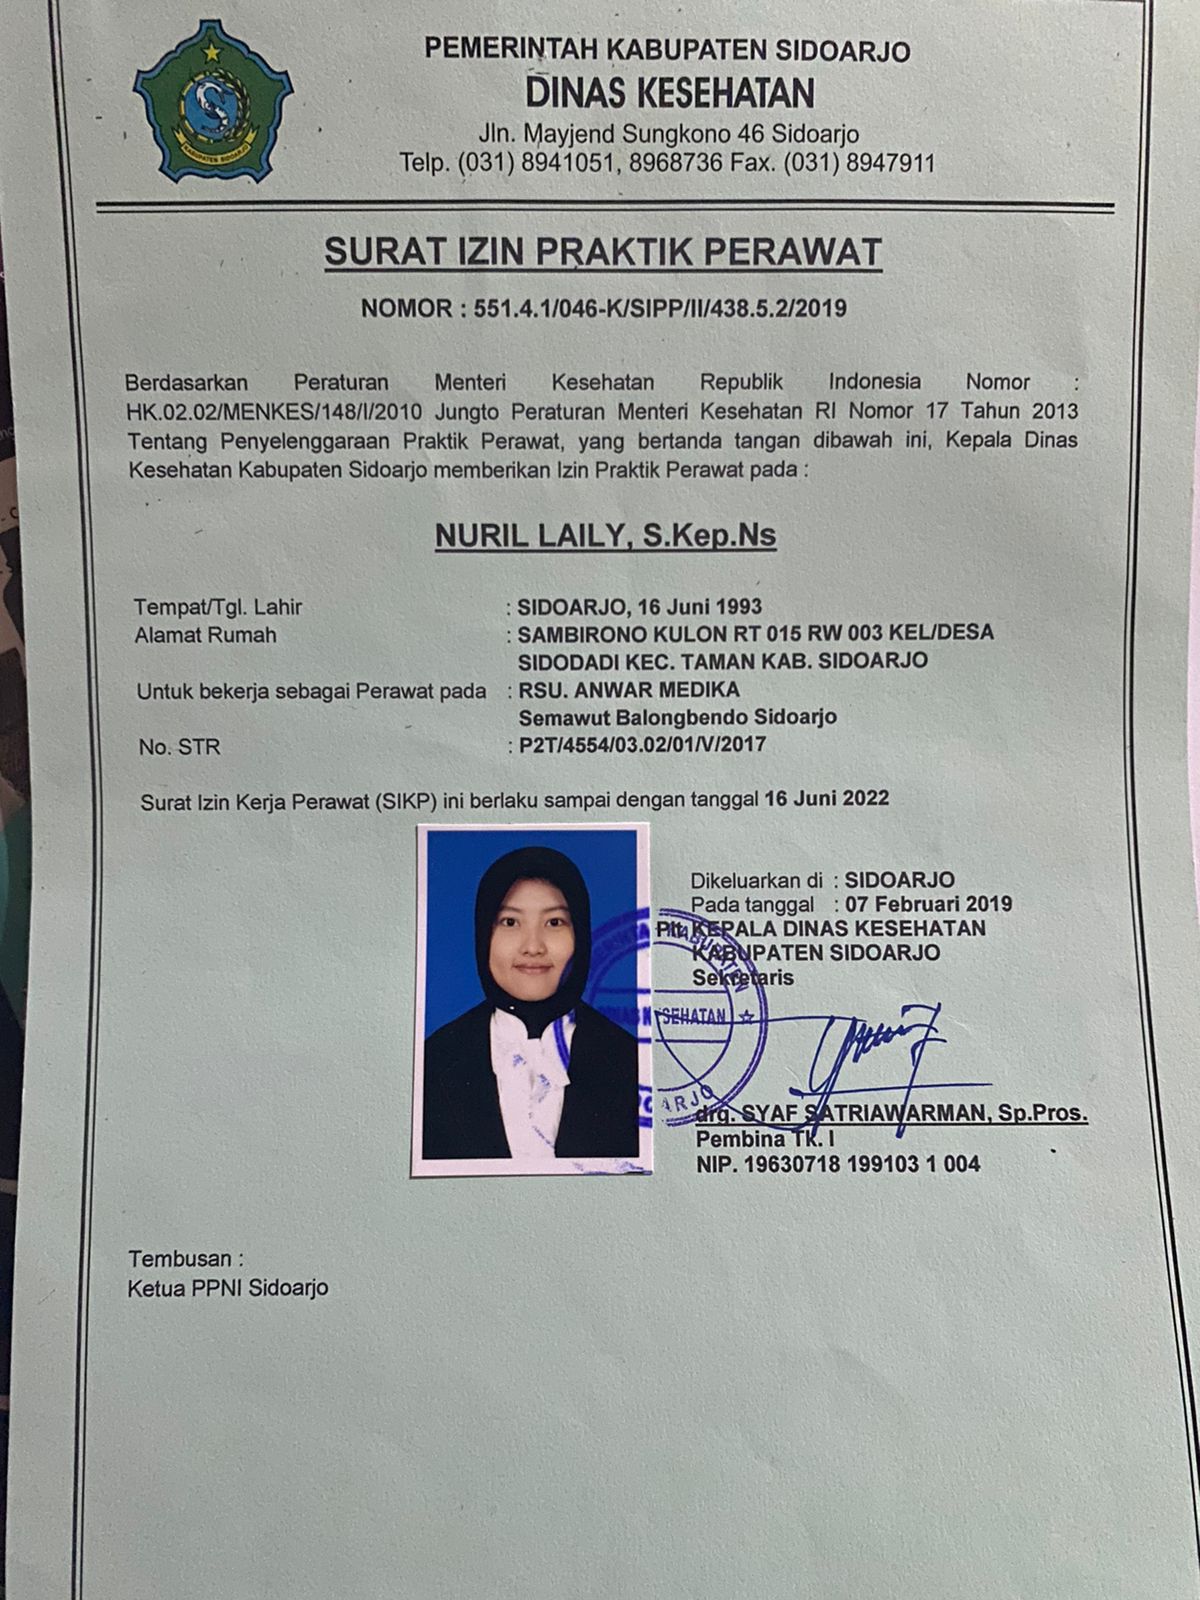 PEMERINTAH KABUPATEN SIDOARJO
DINAS KESEHATAN
Jln. Mayjend Sungkono 46 Sidoarjo
Telp. (031) 8941051, 8968736 Fax. (031) 8947911
KABUPATEN SIDOARJO
SURAT IZIN PRAKTIK PERAWAT
NOMOR : 551.4.1/046-K/SIPP/II/438.5.2/2019
Berdasarkan Peraturan Menteri Kesehatan Republik Indonesia Nomor :
HK.02.02/MENKES/148/I/2010 Jungto Peraturan Menteri Kesehatan RI Nomor 17 Tahun 2013
Tentang Penyelenggaraan Praktik Perawat, yang bertanda tangan dibawah ini, Kepala Dinas
Kesehatan Kabupaten Sidoarjo memberikan Izin Praktik Perawat pada :
NURIL LAILY, S.Kep.Ns
Tempat/Tgl. Lahir : SIDOARJO, 16 Juni 1993
Alamat Rumah : SAMBIRONO KULON RT 015 RW 003 KEL/DESA
SIDODADI KEC. TAMAN KAB. SIDOARJO
Untuk bekerja sebagai Perawat pada : RSU. ANWAR MEDIKA
Semawut Balongbendo Sidoarjo
No. STR : P2T/4554/03.02/01/V/2017
Surat Izin Kerja Perawat (SIKP) ini berlaku sampai dengan tanggal 16 Juni 2022
Dikeluarkan di : SIDOARJO
Pada tanggal : 07 Februari 2019
Plt. KEPALA DINAS KESEHATAN
KABUPATEN SIDOARJO
Sekretaris
KABUPATEN
DINAS KESEHATAN
drg. SYAF SATRIAWARMAN, Sp.Pros.
Pembina Tk. I
NIP. 19630718 199103 1 004
Tembusan :
Ketua PPNI Sidoarjo